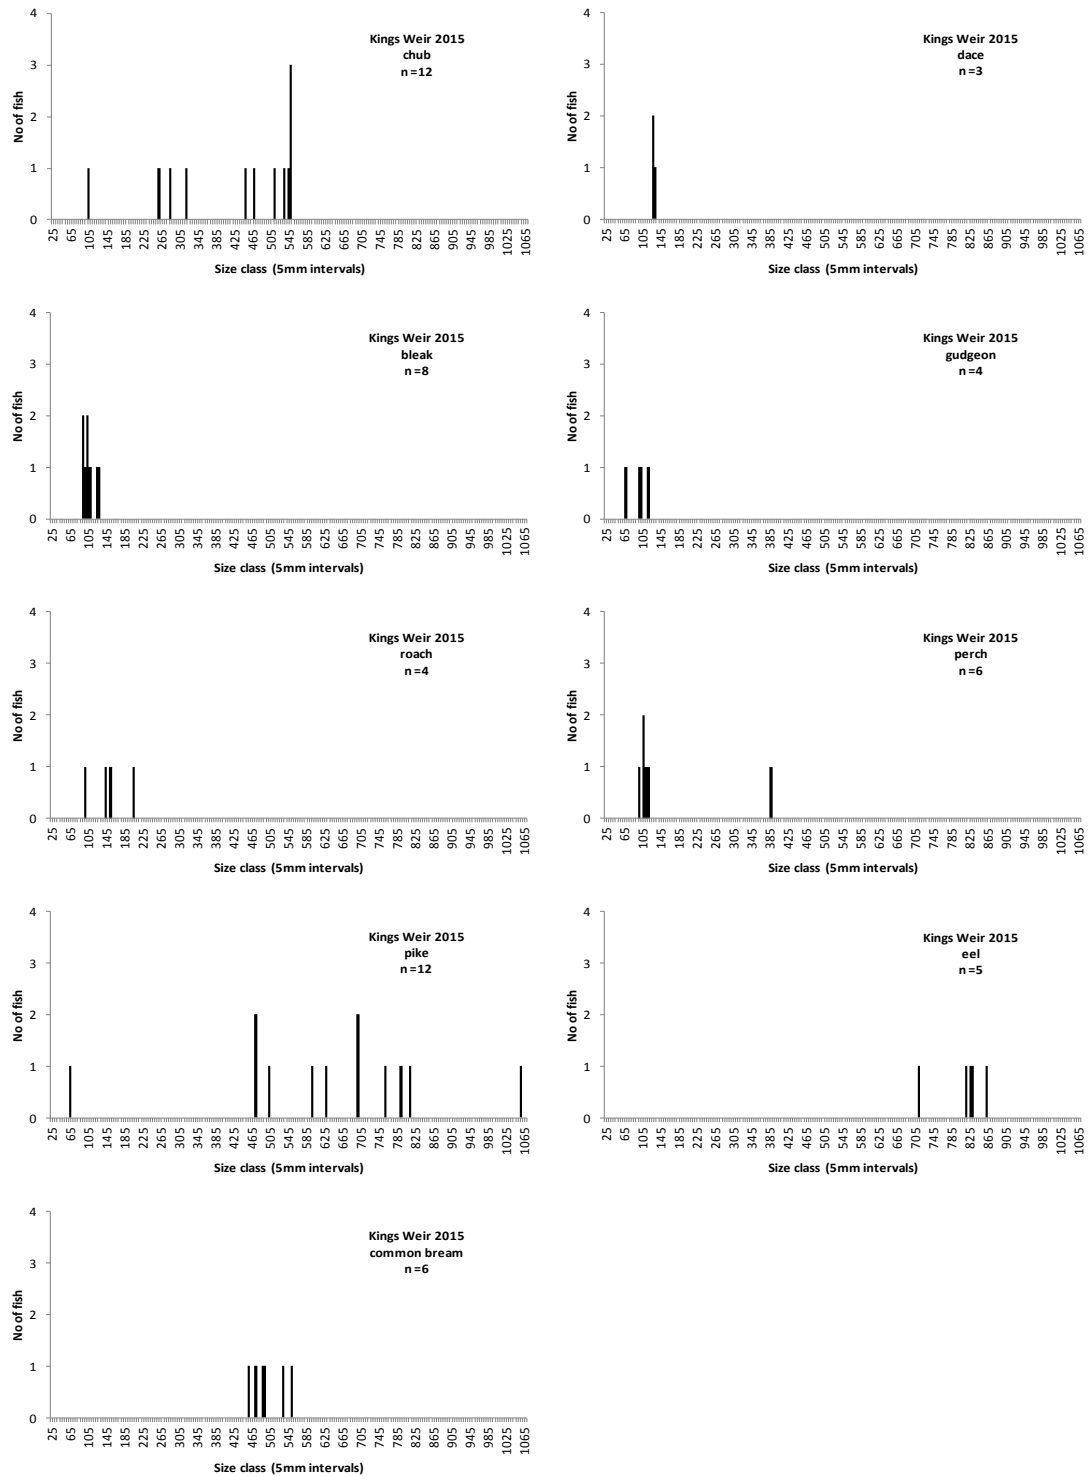 Kings Weir 2015
chub
n =12
No of fish
4
3
2
1
0
25 65 105 145 185 225 265 305 345 385 425 465 505 545 585 625 665 705 745 785 825 865 905 945 985 1025 1065
Size class (5mm intervals)
Kings Weir 2015
dace
n =3
No of fish
4
3
2
1
0
25 65 105 145 185 225 265 305 345 385 425 465 505 545 585 625 665 705 745 785 825 865 905 945 985 1025 1065
Size class (5mm intervals)
Kings Weir 2015
bleak
n =8
No of fish
4
3
2
1
0
25 65 105 145 185 225 265 305 345 385 425 465 505 545 585 625 665 705 745 785 825 865 905 945 985 1025 1065
Size class (5mm intervals)
Kings Weir 2015
gudgeon
n =4
No of fish
4
3
2
1
0
25 65 105 145 185 225 265 305 345 385 425 465 505 545 585 625 665 705 745 785 825 865 905 945 985 1025 1065
Size class (5mm intervals)
Kings Weir 2015
roach
n =4
No of fish
4
3
2
1
0
25 65 105 145 185 225 265 305 345 385 425 465 505 545 585 625 665 705 745 785 825 865 905 945 985 1025 1065
Size class (5mm intervals)
Kings Weir 2015
perch
n =6
No of fish
4
3
2
1
0
25 65 105 145 185 225 265 305 345 385 425 465 505 545 585 625 665 705 745 785 825 865 905 945 985 1025 1065
Size class (5mm intervals)
Kings Weir 2015
pike
n =12
No of fish
4
3
2
1
0
25 65 105 145 185 225 265 305 345 385 425 465 505 545 585 625 665 705 745 785 825 865 905 945 985 1025 1065
Size class (5mm intervals)
Kings Weir 2015
eel
n =5
No of fish
4
3
2
1
0
25 65 105 145 185 225 265 305 345 385 425 465 505 545 585 625 665 705 745 785 825 865 905 945 985 1025 1065
Size class (5mm intervals)
Kings Weir 2015
common bream
n =6
No of fish
4
3
2
1
0
25 65 105 145 185 225 265 305 345 385 425 465 505 545 585 625 665 705 745 785 825 865 905 945 985 1025 1065
Size class (5mm intervals)